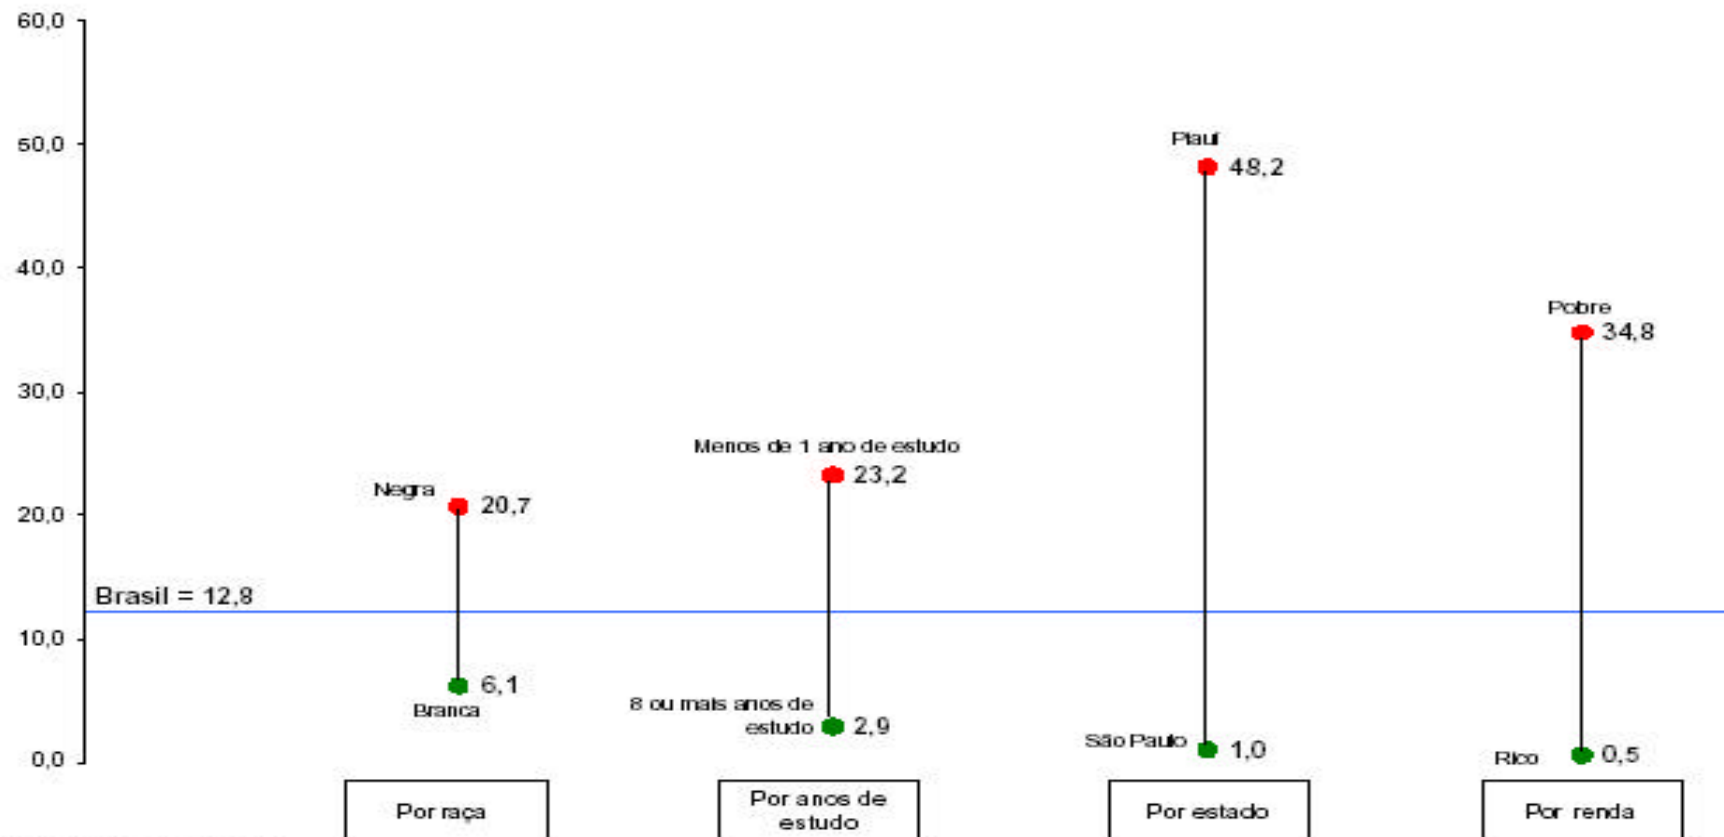 60,0
50,0
40,0
30,0
20,0
10,0
0,0
Brasil = 12,8
Negra
20,7
6,1
Branca
Menos de 1 ano de estudo
23,2
8 ou mais anos de
estudo
2,9
Piauí
48,2
São Paulo
1,0
Pobre
34,8
Rico
0,5
Por raça
Por anos de
estudo
Por estado
Por renda